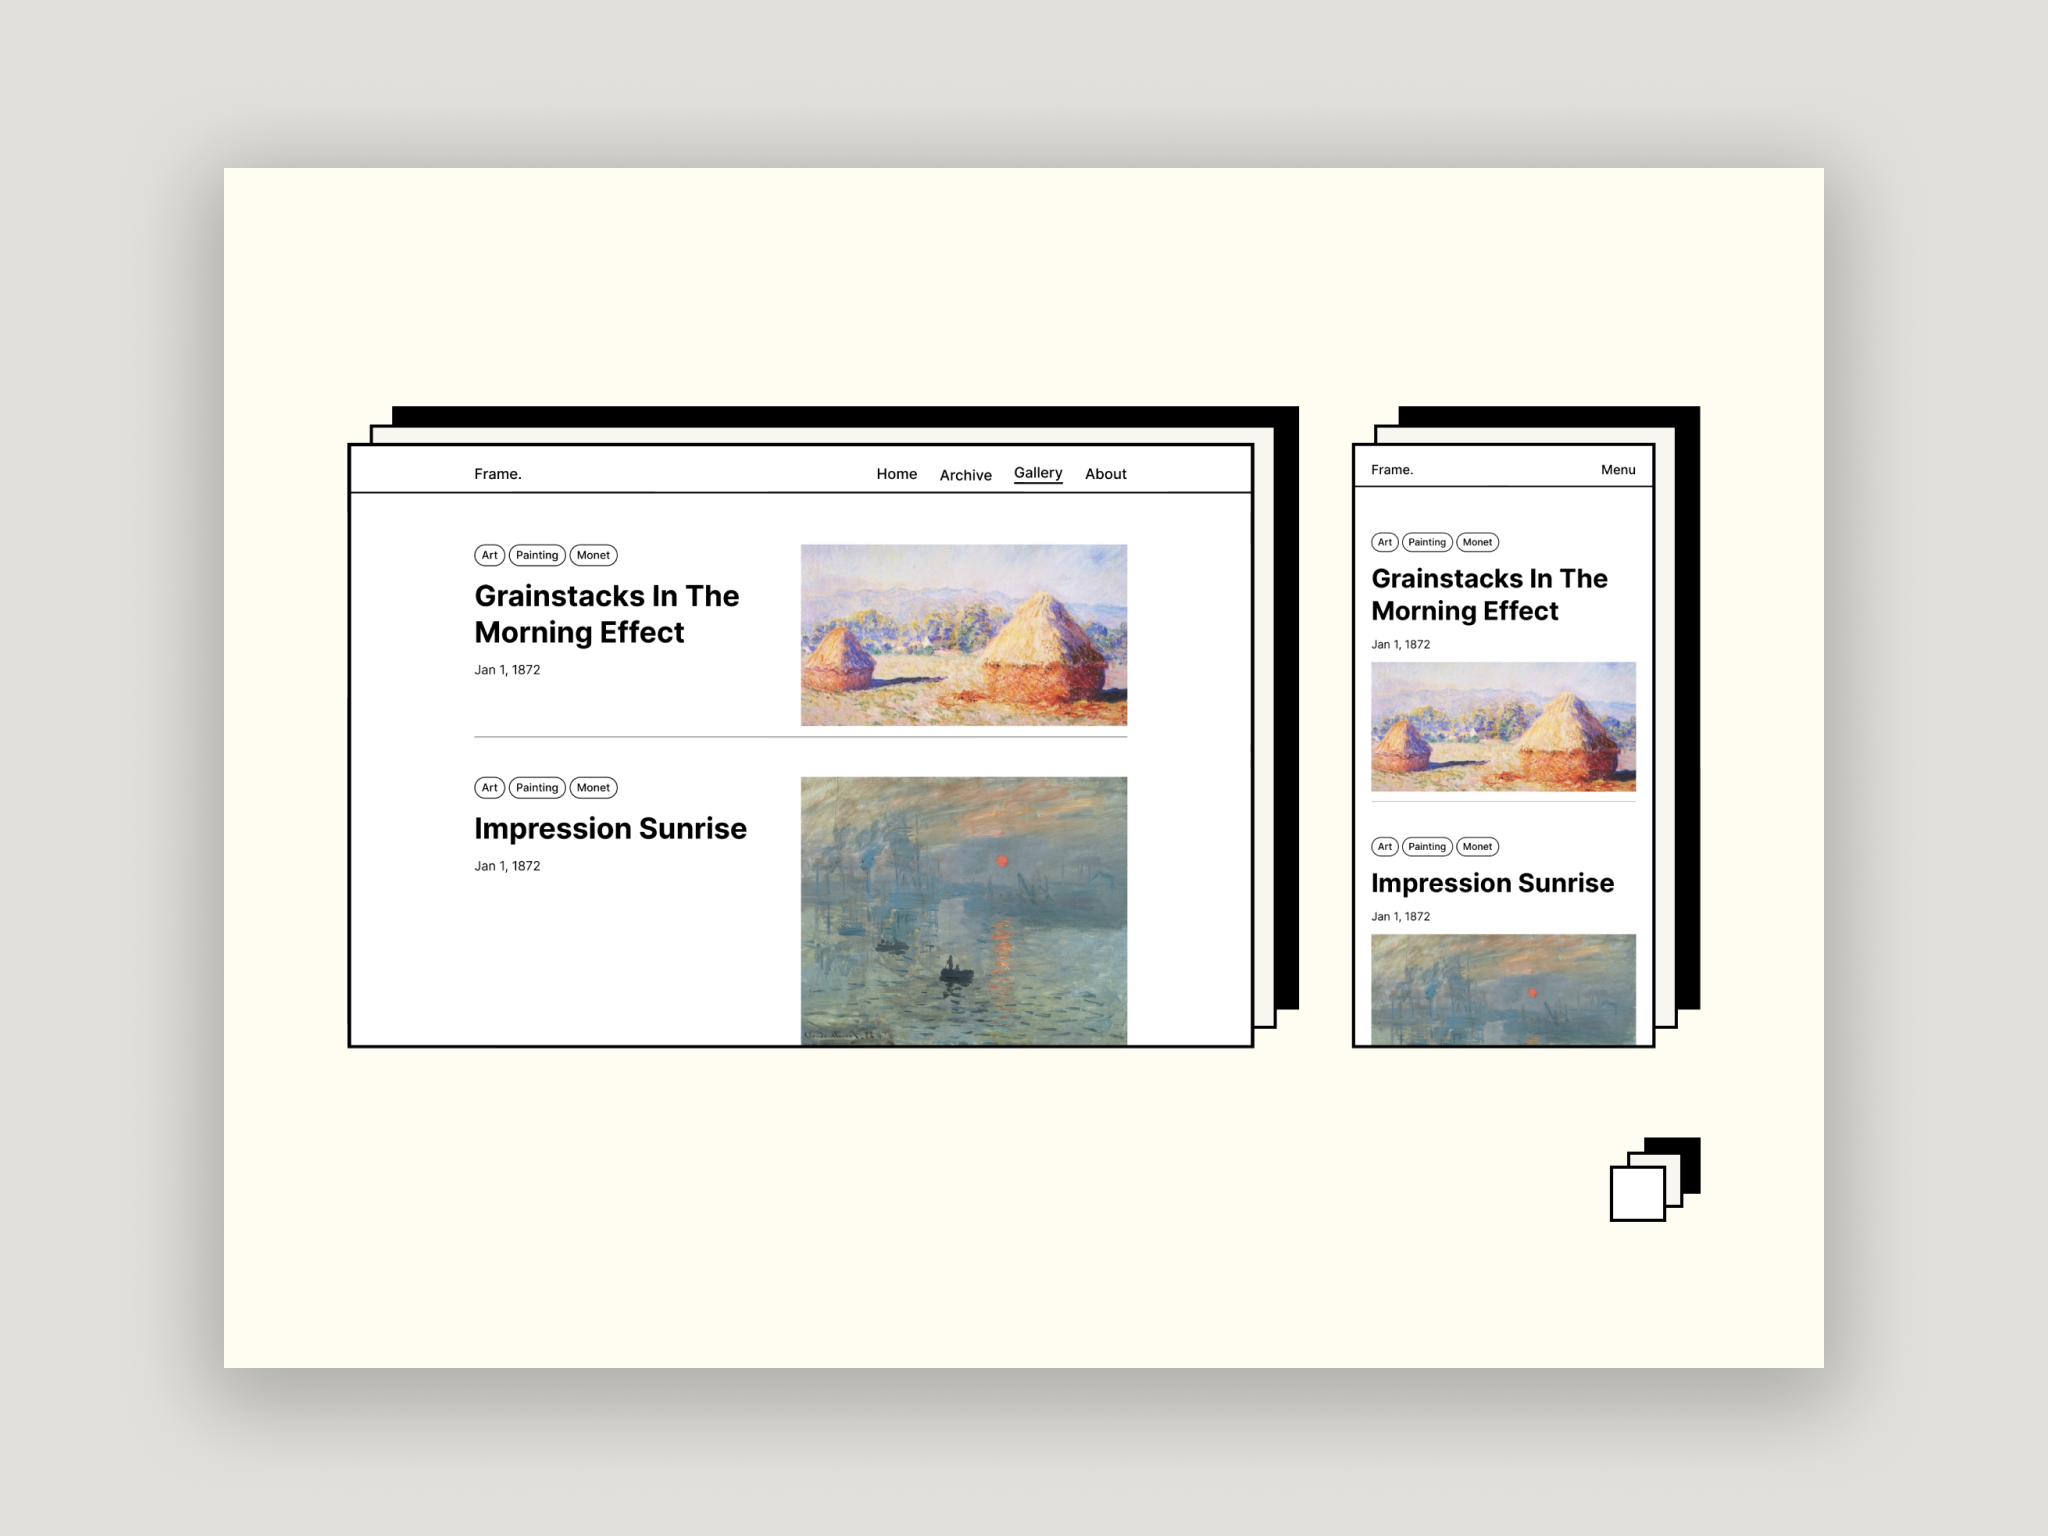 Frame.
Home Archive Gallery About
Art Painting Monet
Grainstacks In The
Morning Effect
Jan 1, 1872
Art Painting Monet
Impression Sunrise
Jan 1, 1872
Frame. Menu
Art Painting Monet
Grainstacks In The
Morning Effect
Jan 1, 1872
Art Painting Monet
Impression Sunrise
Jan 1, 1872